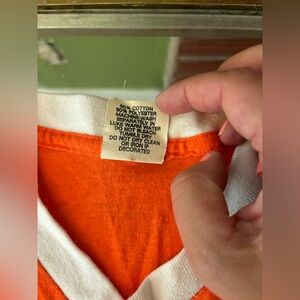 50% COTTON
50% POLYESTER
MACHINE WASH
SEPARATELY IN
LUKE WARM WATER
DO NOT BLEACH
TUMBLE DRY
DO NOT DRY CLEAN
OR IRON IF
DECORATED